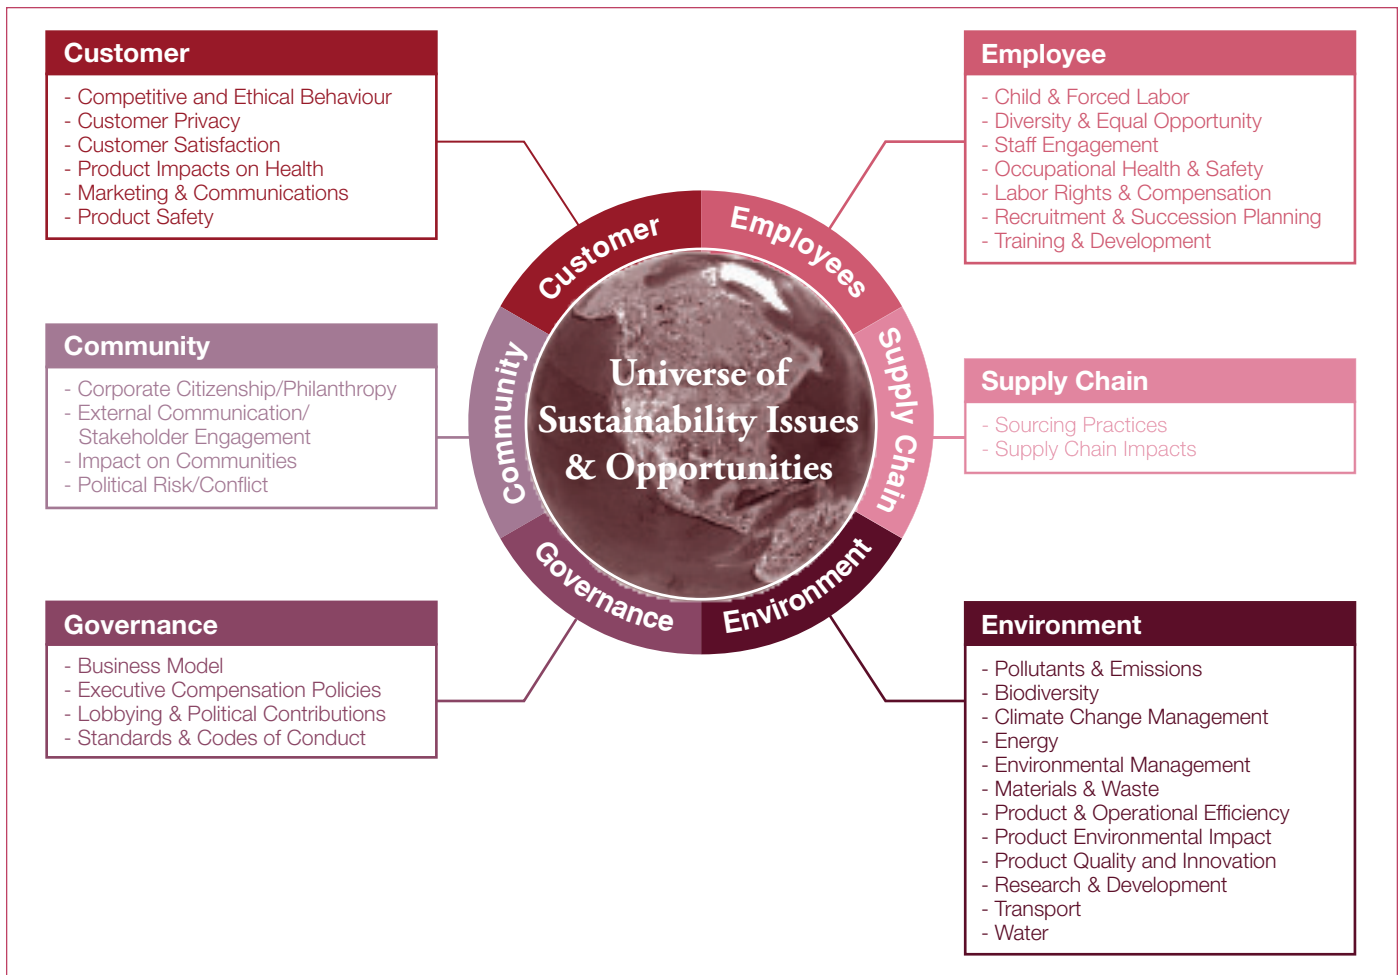 Customer
- Competitive and Ethical Behaviour
- Customer Privacy
- Customer Satisfaction
- Product Impacts on Health
- Marketing & Communications
- Product Safety
Community
- Corporate Citizenship/Philanthropy
- External Communication/
Stakeholder Engagement
- Impact on Communities
- Political Risk/Conflict
Governance
- Business Model
- Executive Compensation Policies
- Lobbying & Political Contributions
- Standards & Codes of Conduct
Customer
Employees
Supply Chain
Environment
Governance
Community
Universe of
Sustainability Issues
& Opportunities
Employee
- Child & Forced Labor
- Diversity & Equal Opportunity
- Staff Engagement
- Occupational Health & Safety
- Labor Rights & Compensation
- Recruitment & Succession Planning
- Training & Development
Supply Chain
- Sourcing Practices
- Supply Chain Impacts
Environment
- Pollutants & Emissions
- Biodiversity
- Climate Change Management
- Energy
- Environmental Management
- Materials & Waste
- Product & Operational Efficiency
- Product Environmental Impact
- Product Quality and Innovation
- Research & Development
- Transport
- Water